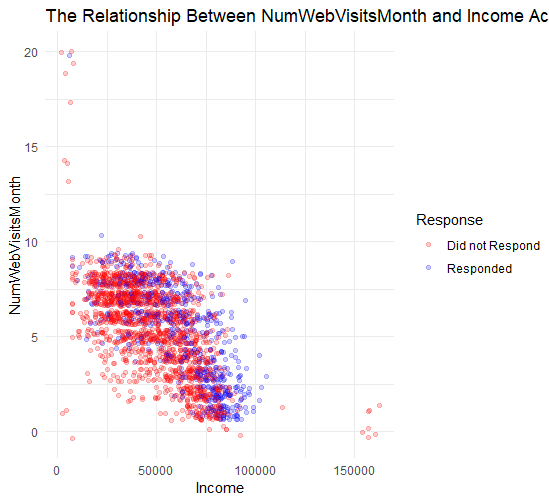 The Relationship Between NumWebVisitsMonth and Income Ac
20
15
10
5
0
NumWebVisitsMonth
0 50000 100000 150000
Income
Response
Did not Respond
Responded